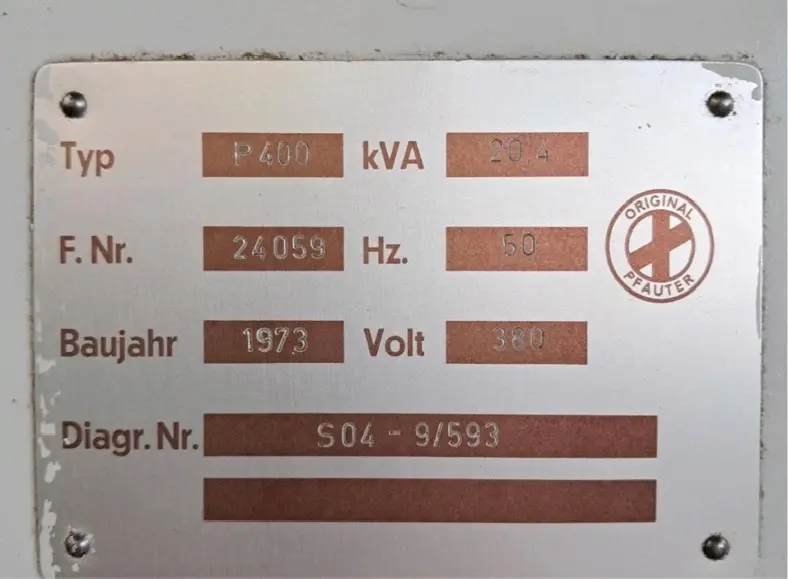 Typ P400 kVA 20,4
F. Nr. 24059 Hz. 50
Baujahr 1973 Volt 380
Diagr.Nr. S04 - 9/593
ORIGINAL
PFAUTER